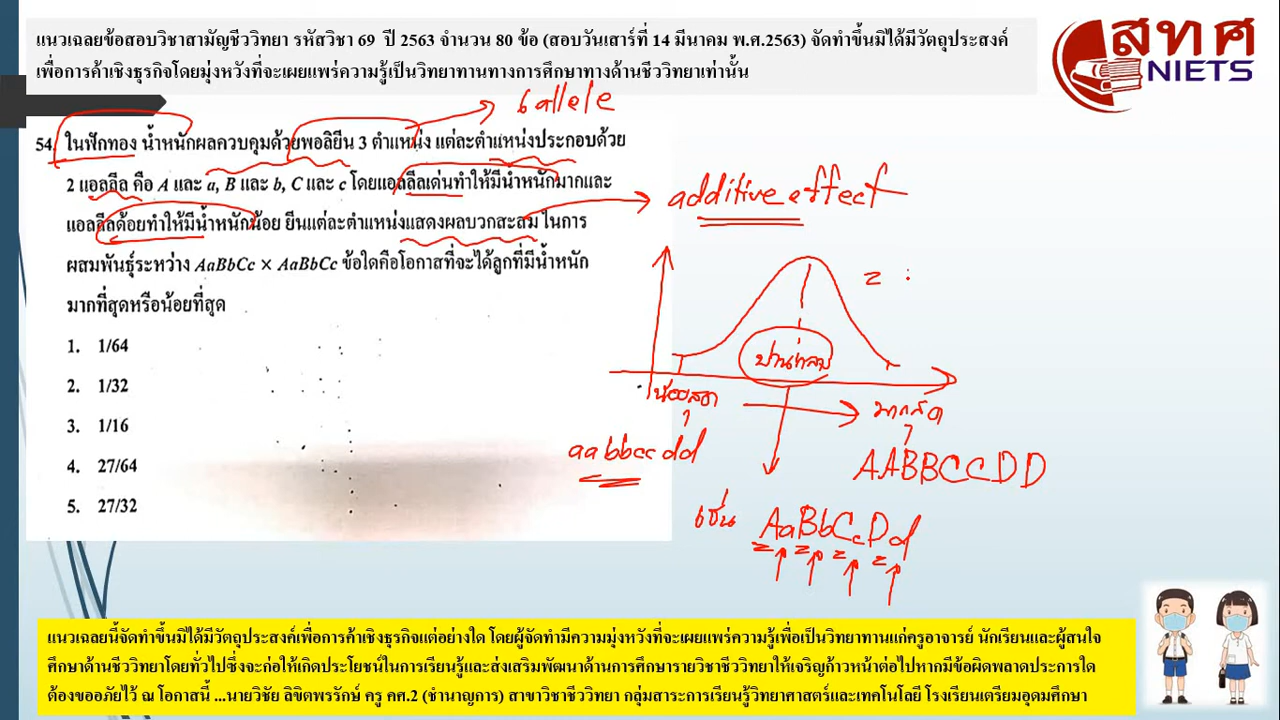 แนวเฉลยข้อสอบวิชาสามัญชีววิทยา รหัสวิชา 69 ปี 2563 จำนวน 80 ข้อ (สอบวันเสาร์ที่ 14 มีนาคม พ.ศ.2563) จัดทำขึ้นมิได้มีวัตถุประสงค์
เพื่อการค้าเชิงธุรกิจโดยมุ่งหวังที่จะเผยแพร่ความรู้เป็นวิทยาทานทางการศึกษาทางด้านชีววิทยาเท่านั้น
สทศ
NIETS
6 allele
54. ในฟักทอง น้ำหนักผลควบคุมด้วยพอลิยีน 3 ตำแหน่ง แต่ละตำแหน่งประกอบด้วย
2 แอลลีล คือ A และ a, B และ b, C และ c โดยแอลลีลเด่นทำให้มีน้ำหนักมากและ
แอลลีลด้อยทำให้มีน้ำหนักน้อย ยีนแต่ละตำแหน่งแสดงผลบวกสะสม ในการ
ผสมพันธุ์ระหว่าง AaBbCc × AaBbCc ข้อใดคือโอกาสที่จะได้ลูกที่มีน้ำหนัก
มากที่สุดหรือน้อยที่สุด
1. 1/64
2. 1/32
3. 1/16
4. 27/64
5. 27/32
additive effect
2 :
ปานกลาง
น้อยสุด
มากสุด
aabbccdd
AABBCCDD
เช่น AaBbCcDd
แนวเฉลยนี้จัดทำขึ้นมิได้มีวัตถุประสงค์เพื่อการค้าเชิงธุรกิจแต่อย่างใด โดยผู้จัดทำมีความมุ่งหวังที่จะเผยแพร่ความรู้เพื่อเป็นวิทยาทานแก่ครูอาจารย์ นักเรียนและผู้สนใจ
ศึกษาด้านชีววิทยาโดยทั่วไปซึ่งจะก่อให้เกิดประโยชน์ในการเรียนรู้และส่งเสริมพัฒนาด้านการศึกษารายวิชาชีววิทยาให้เจริญก้าวหน้าต่อไปหากมีข้อผิดพลาดประการใด
ต้องขออภัยไว้ ณ โอกาสนี้ ...นายวิชัย ลิขิตพรรักษ์ ครู คศ.2 (ชำนาญการ) สาขาวิชาชีววิทยา กลุ่มสาระการเรียนรู้วิทยาศาสตร์และเทคโนโลยี โรงเรียนเตรียมอุดมศึกษา